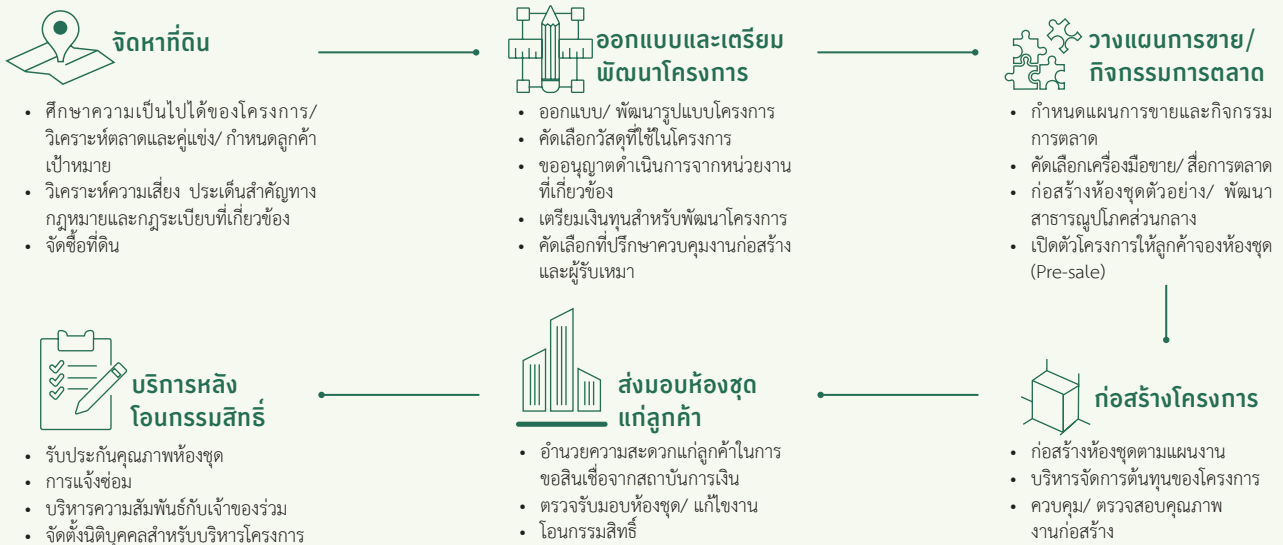 จัดหาที่ดิน
• ศึกษาความเป็นไปได้ของโครงการ/
วิเคราะห์ตลาดและคู่แข่ง/ กำหนดลูกค้า
เป้าหมาย
• วิเคราะห์ความเสี่ยง ประเด็นสำคัญทาง
กฎหมายและกฎระเบียบที่เกี่ยวข้อง
• จัดซื้อที่ดิน
ออกแบบและเตรียม
พัฒนาโครงการ
• ออกแบบ/ พัฒนารูปแบบโครงการ
• คัดเลือกวัสดุที่ใช้ในโครงการ
• ขออนุญาตดำเนินการจากหน่วยงาน
ที่เกี่ยวข้อง
• เตรียมเงินทุนสำหรับพัฒนาโครงการ
• คัดเลือกที่ปรึกษาควบคุมงานก่อสร้าง
และผู้รับเหมา
วางแผนการขาย/
กิจกรรมการตลาด
• กำหนดแผนการขายและกิจกรรม
การตลาด
• คัดเลือกเครื่องมือขาย/ สื่อการตลาด
• ก่อสร้างห้องชุดตัวอย่าง/ พัฒนา
สาธารณูปโภคส่วนกลาง
• เปิดตัวโครงการให้ลูกค้าจองห้องชุด
(Pre-sale)
ก่อสร้างโครงการ
• ก่อสร้างห้องชุดตามแผนงาน
• บริหารจัดการต้นทุนของโครงการ
• ควบคุม/ ตรวจสอบคุณภาพ
งานก่อสร้าง
ส่งมอบห้องชุด
แก่ลูกค้า
• อำนวยความสะดวกแก่ลูกค้าในการ
ขอสินเชื่อจากสถาบันการเงิน
• ตรวจรับมอบห้องชุด/ แก้ไขงาน
• โอนกรรมสิทธิ์
บริการหลัง
โอนกรรมสิทธิ์
• รับประกันคุณภาพห้องชุด
• การแจ้งซ่อม
• บริหารความสัมพันธ์กับเจ้าของร่วม
• จัดตั้งนิติบุคคลสำหรับบริหารโครงการ